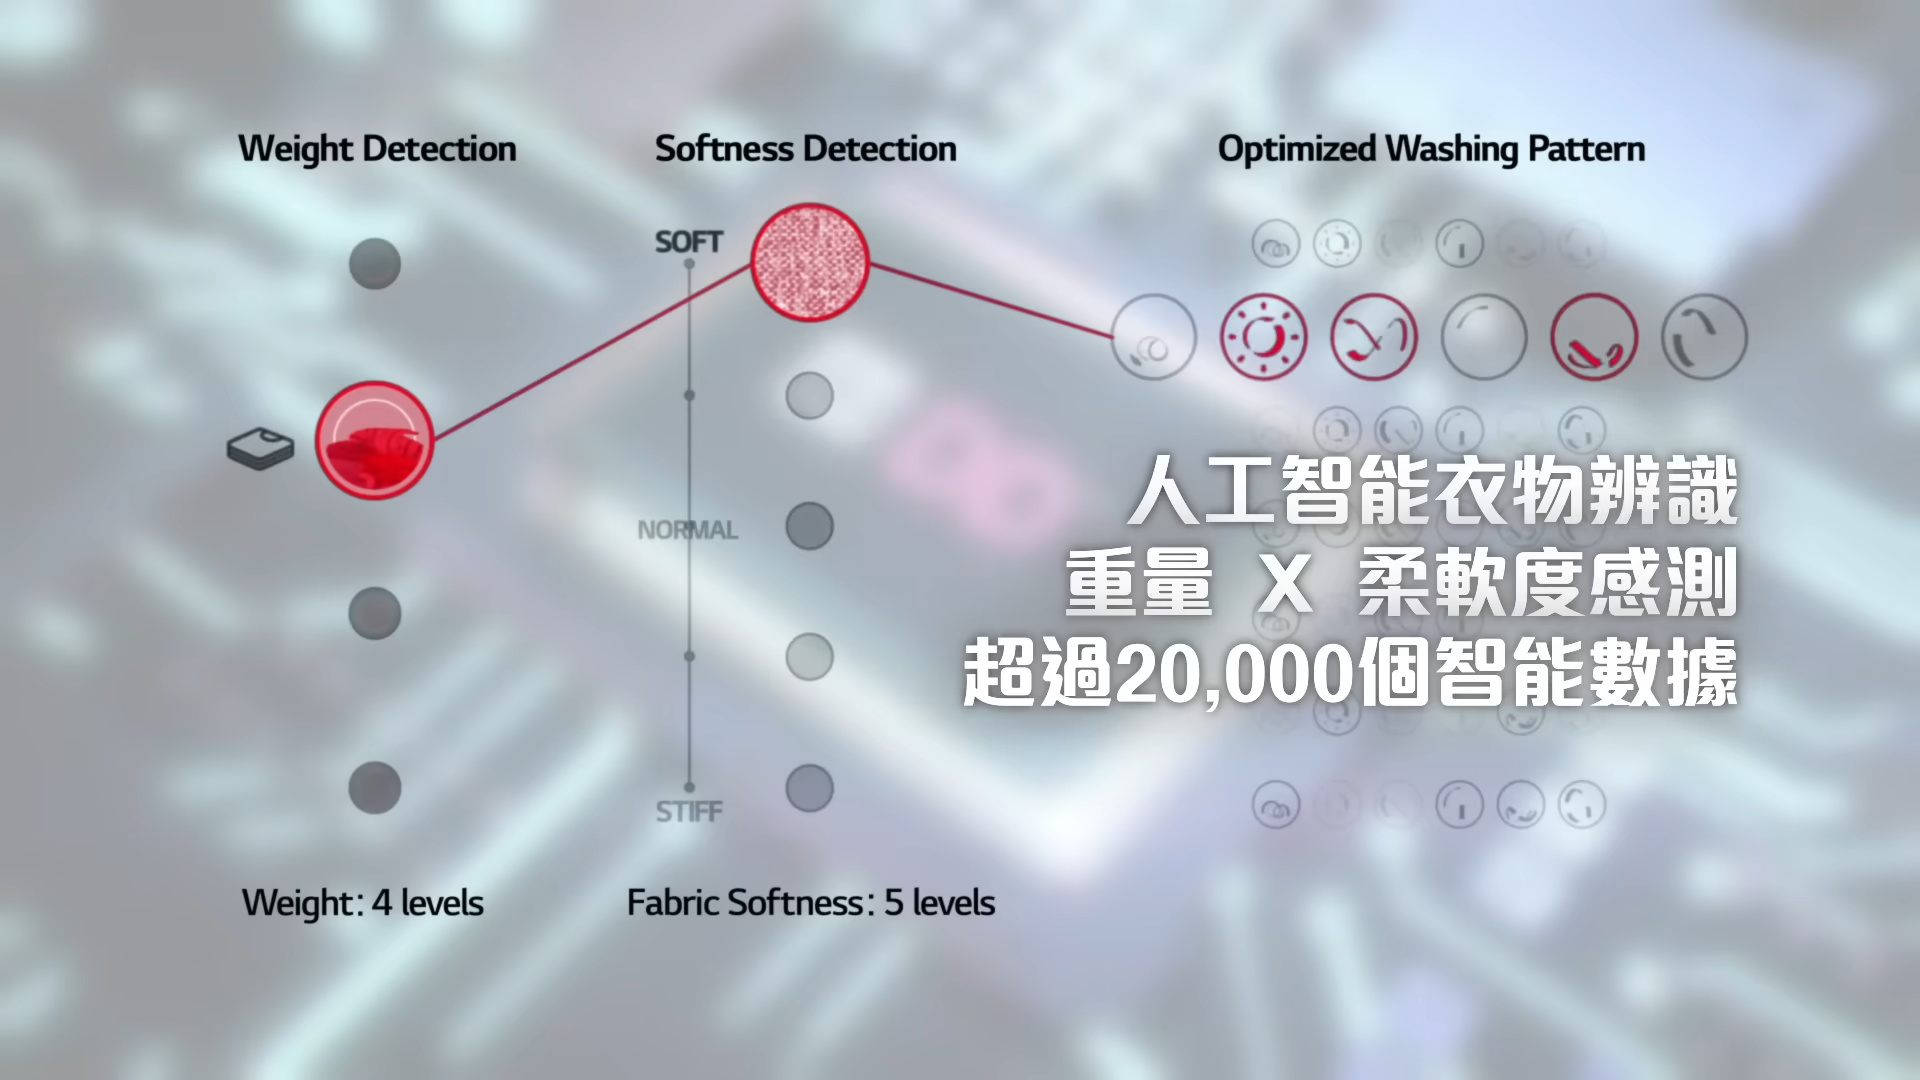 Weight Detection
Softness Detection
Optimized Washing Pattern
SOFT
NORMAL
STIFF
人工智能衣物辨識
重量 X 柔軟度感測
超過20,000個智能數據
Weight: 4 levels
Fabric Softness: 5 levels